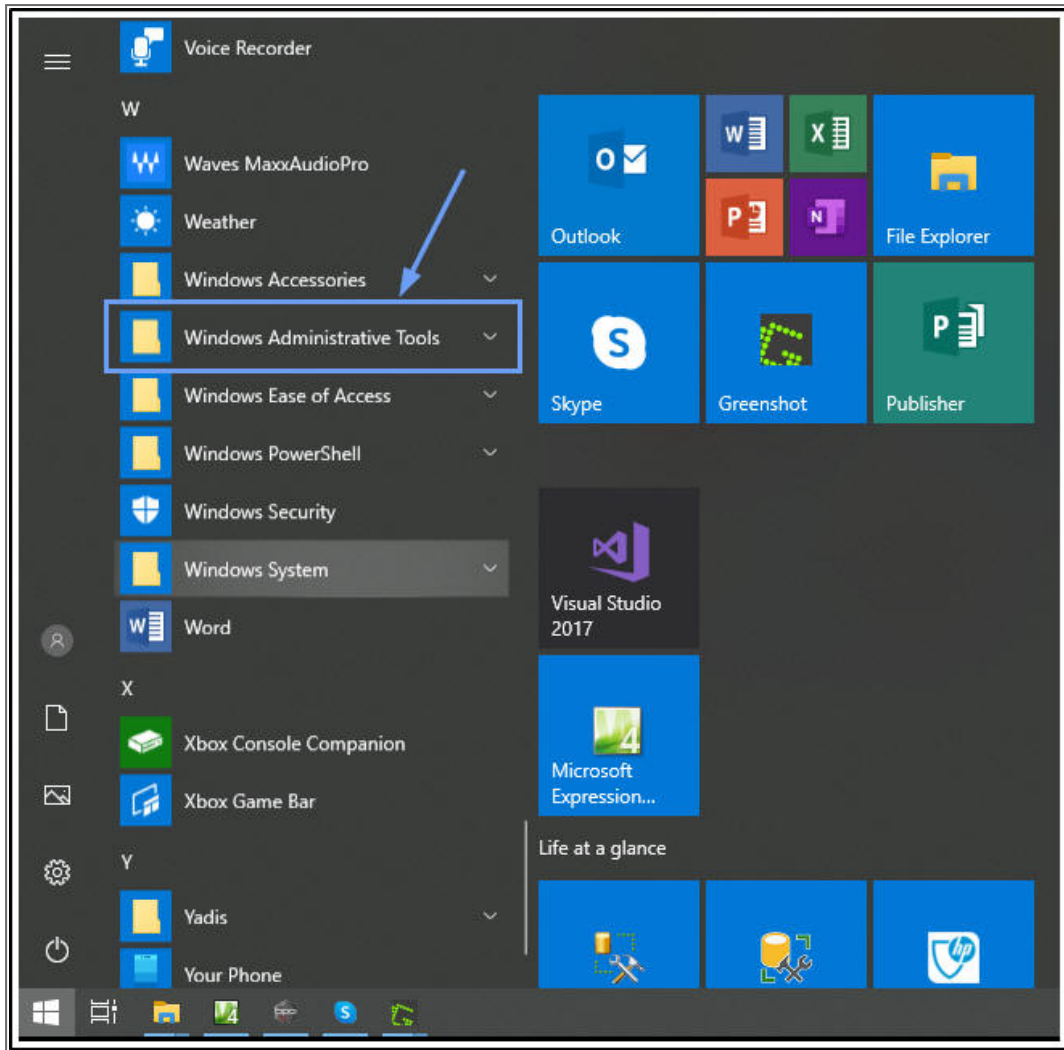 Voice Recorder
W
Waves MaxxAudioPro
Weather
Windows Accessories
Windows Administrative Tools
Windows Ease of Access
Windows PowerShell
Windows Security
Windows System
Word
X
Xbox Console Companion
Xbox Game Bar
Y
Yadis
Your Phone
Outlook
File Explorer
Skype
Greenshot
Publisher
Visual Studio
2017
Microsoft
Expression...
Life at a glance